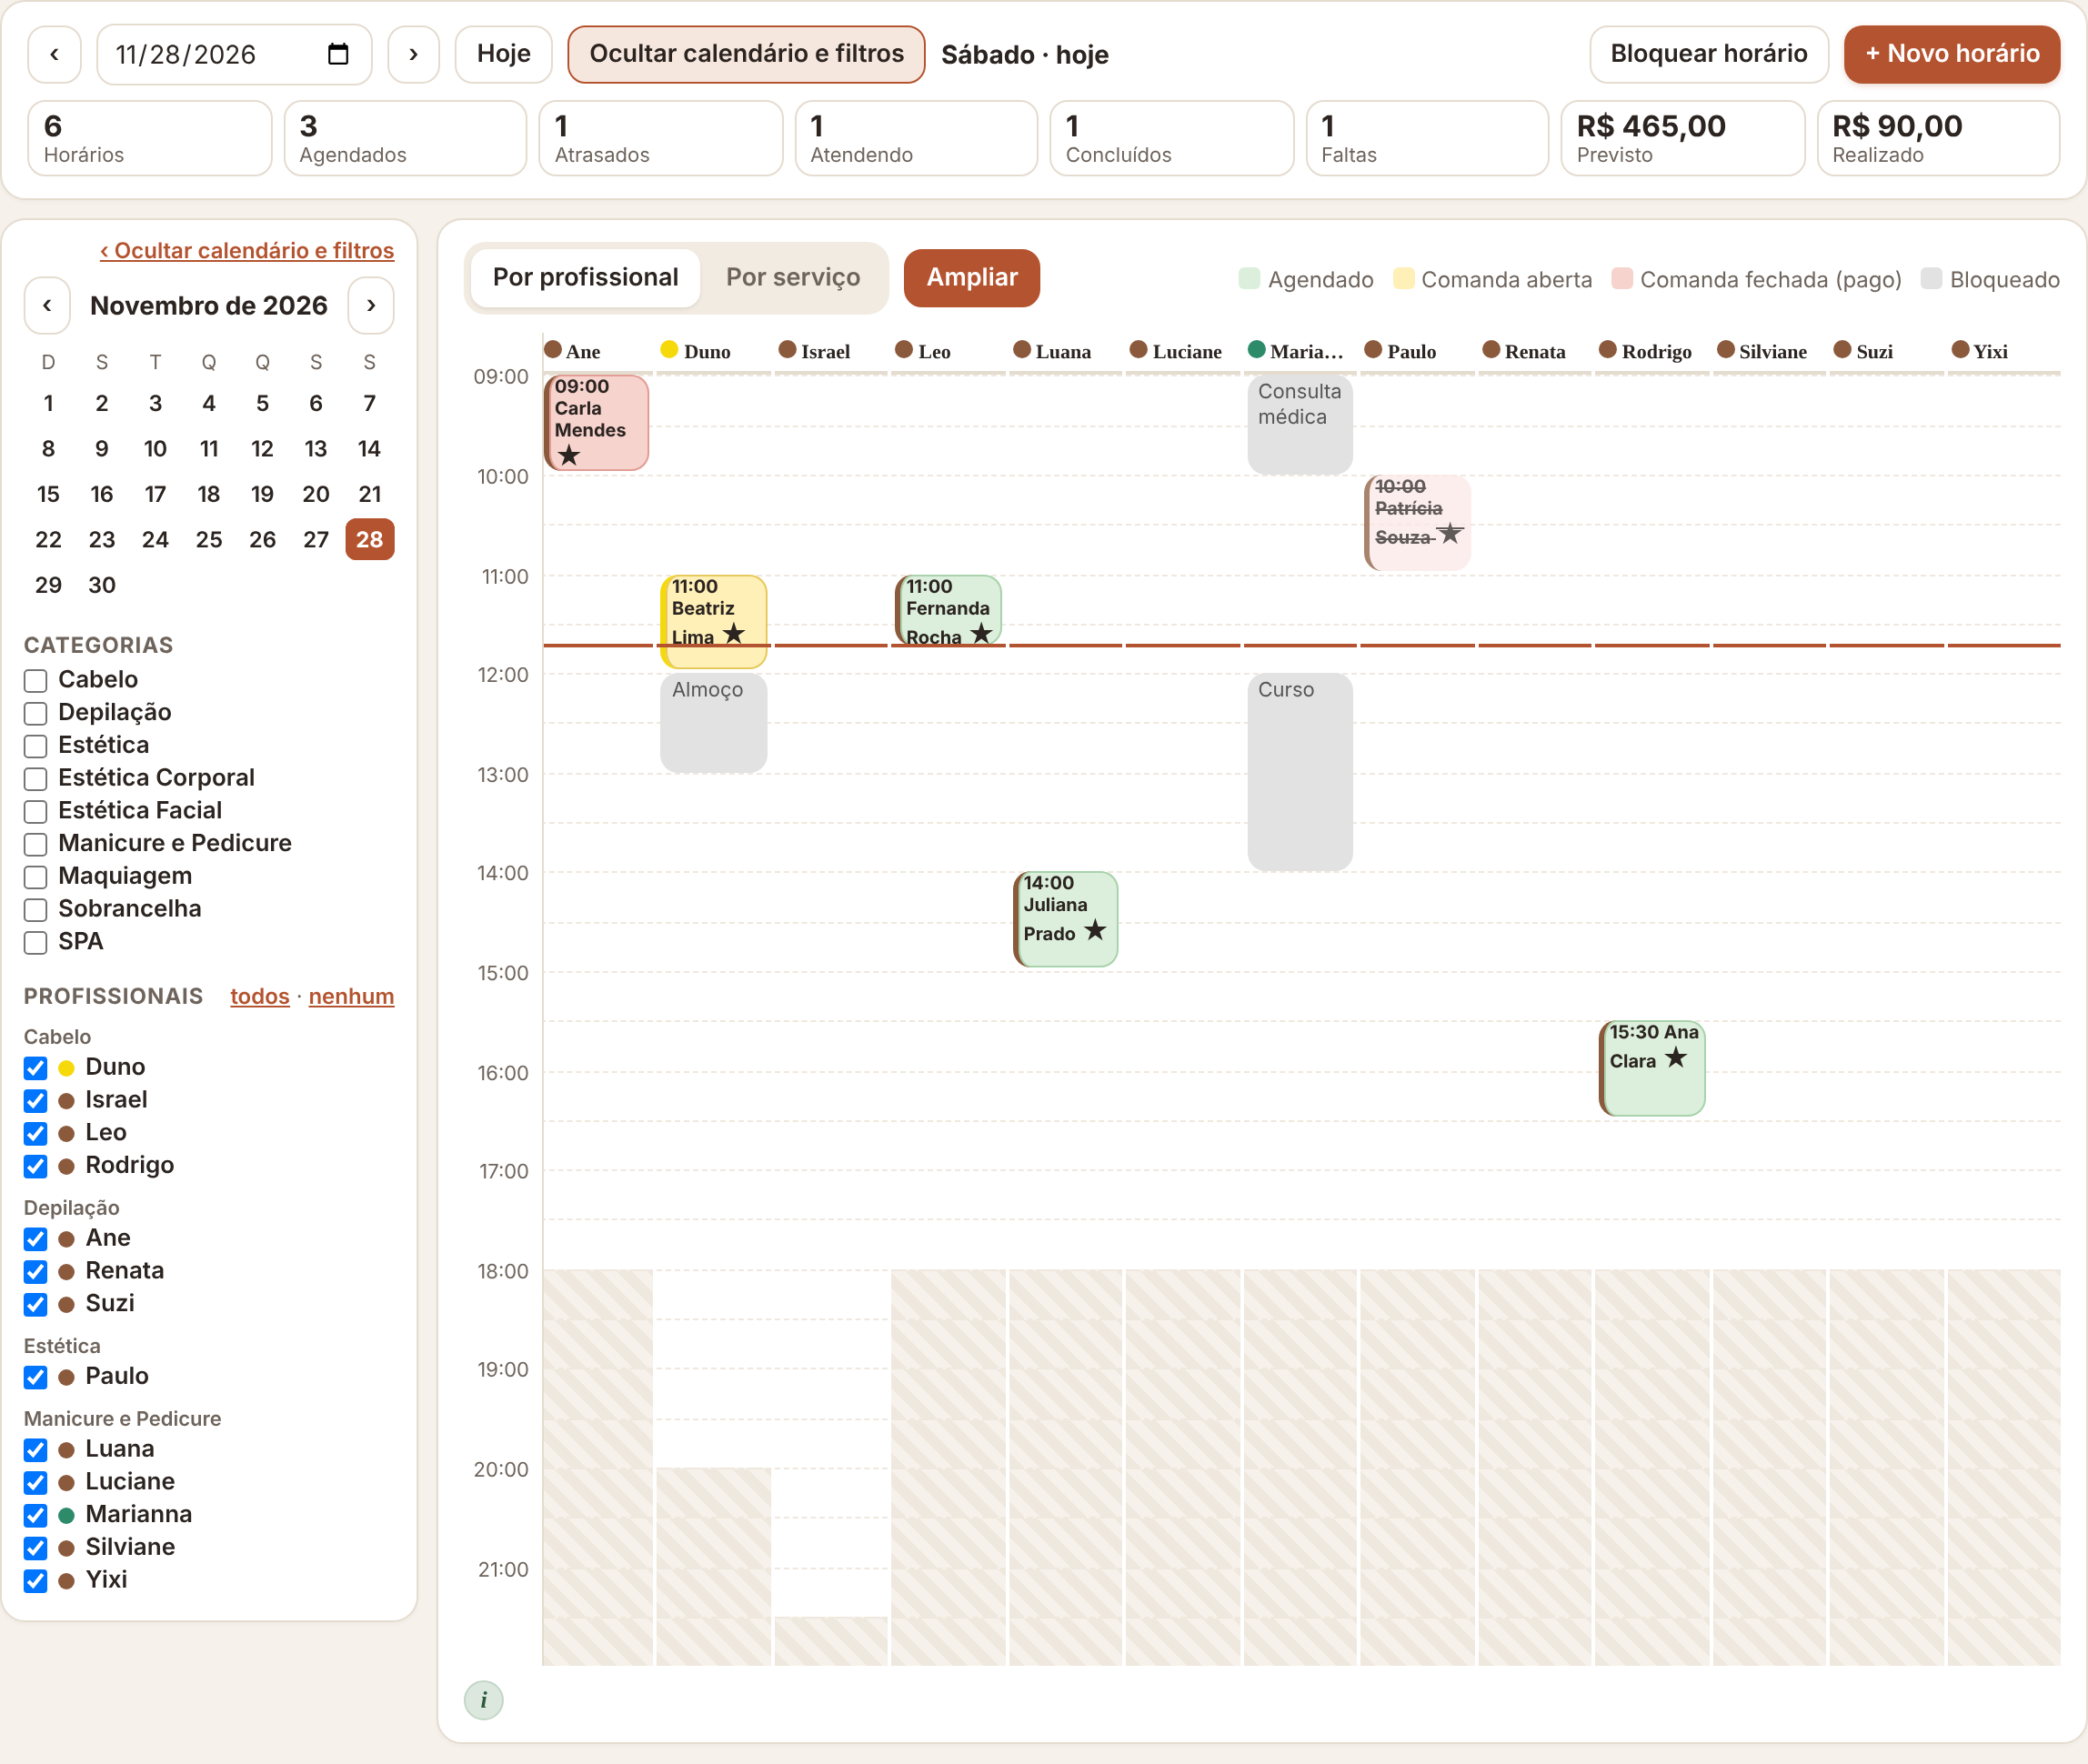 ‹ 11/28/2026 › Hoje Ocultar calendário e filtros Sábado · hoje Bloquear horário + Novo horário
6 3 1 1 1 1 R$ 465,00 R$ 90,00
Horários Agendados Atrasados Atendendo Concluídos Faltas Previsto Realizado
‹ Ocultar calendário e filtros
‹ Novembro de 2026 ›
D S T Q Q S S
1 2 3 4 5 6 7
8 9 10 11 12 13 14
15 16 17 18 19 20 21
22 23 24 25 26 27 28
29 30
CATEGORIAS
Cabelo
Depilação
Estética
Estética Corporal
Estética Facial
Manicure e Pedicure
Maquiagem
Sobrancelha
SPA
PROFISSIONAIS todos · nenhum
Cabelo
Duno
Israel
Leo
Rodrigo
Depilação
Ane
Renata
Suzi
Estética
Paulo
Manicure e Pedicure
Luana
Luciane
Marianna
Silviane
Yixi
Por profissional Por serviço Ampliar Agendado Comanda aberta Comanda fechada (pago) Bloqueado
Ane Duno Israel Leo Luana Luciane Maria… Paulo Renata Rodrigo Silviane Suzi Yixi
09:00
09:00
Carla
Mendes
★
Consulta
médica
10:00
10:00
Patrícia
Souza ★
11:00
11:00
Beatriz
Lima ★
11:00
Fernanda
Rocha ★
12:00
Almoço
Curso
13:00
14:00
14:00
Juliana
Prado ★
15:00
15:30 Ana
Clara ★
16:00
17:00
18:00
19:00
20:00
21:00
i